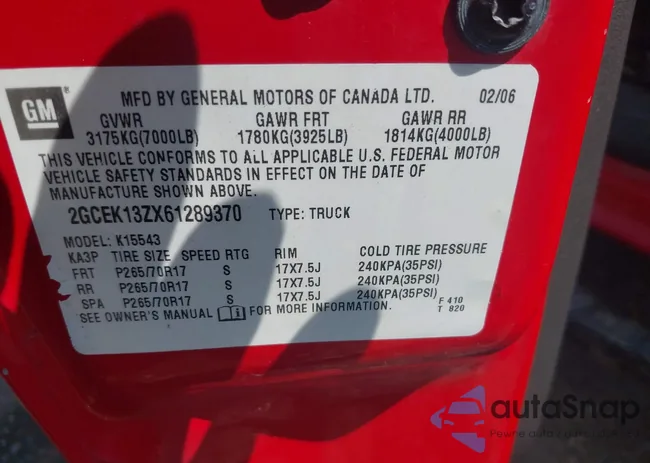 GM ®
MFD BY GENERAL MOTORS OF CANADA LTD. 02/06
GVWR GAWR FRT GAWR RR
3175KG(7000LB) 1780KG(3925LB) 1814KG(4000LB)
THIS VEHICLE CONFORMS TO ALL APPLICABLE U.S. FEDERAL MOTOR
VEHICLE SAFETY STANDARDS IN EFFECT ON THE DATE OF
MANUFACTURE SHOWN ABOVE.
2GCEK13ZX61289370 TYPE: TRUCK
MODEL: K15543
KA3P TIRE SIZE SPEED RTG RIM COLD TIRE PRESSURE
FRT P265/70R17 S 17X7.5J 240KPA(35PSI)
RR P265/70R17 S 17X7.5J 240KPA(35PSI)
SPA P265/70R17 S 17X7.5J 240KPA(35PSI)
SEE OWNER'S MANUAL FOR MORE INFORMATION.
F 410
T 820
autaSnap
Pewne auta z